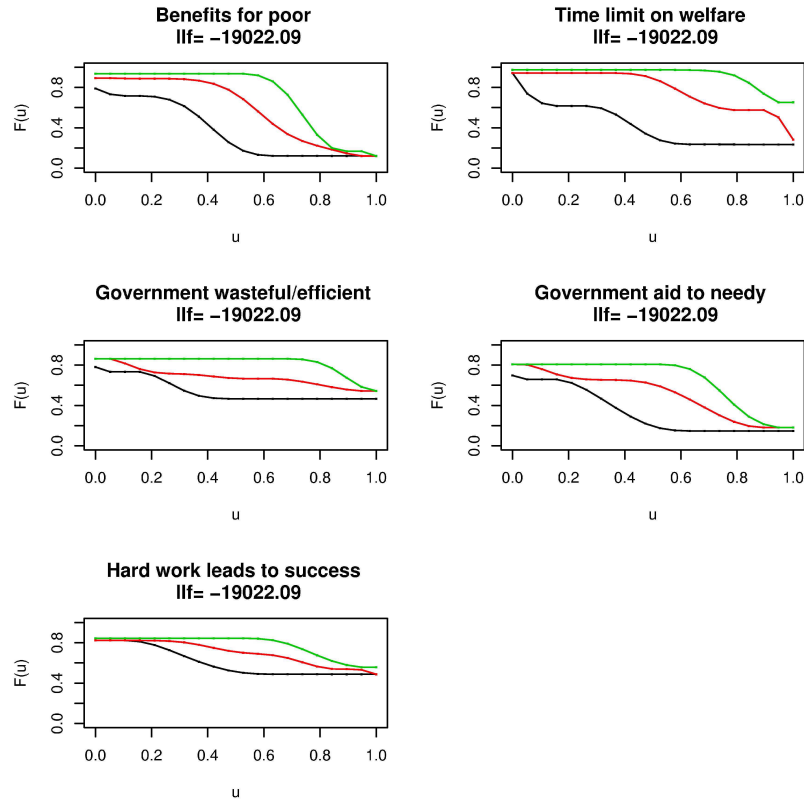 Benefits for poor
llf= −19022.09
F(u)
0.0 0.4 0.8
0.0 0.2 0.4 0.6 0.8 1.0
u
Time limit on welfare
llf= −19022.09
F(u)
0.0 0.4 0.8
0.0 0.2 0.4 0.6 0.8 1.0
u
Government wasteful/efficient
llf= −19022.09
F(u)
0.0 0.4 0.8
0.0 0.2 0.4 0.6 0.8 1.0
u
Government aid to needy
llf= −19022.09
F(u)
0.0 0.4 0.8
0.0 0.2 0.4 0.6 0.8 1.0
u
Hard work leads to success
llf= −19022.09
F(u)
0.0 0.4 0.8
0.0 0.2 0.4 0.6 0.8 1.0
u